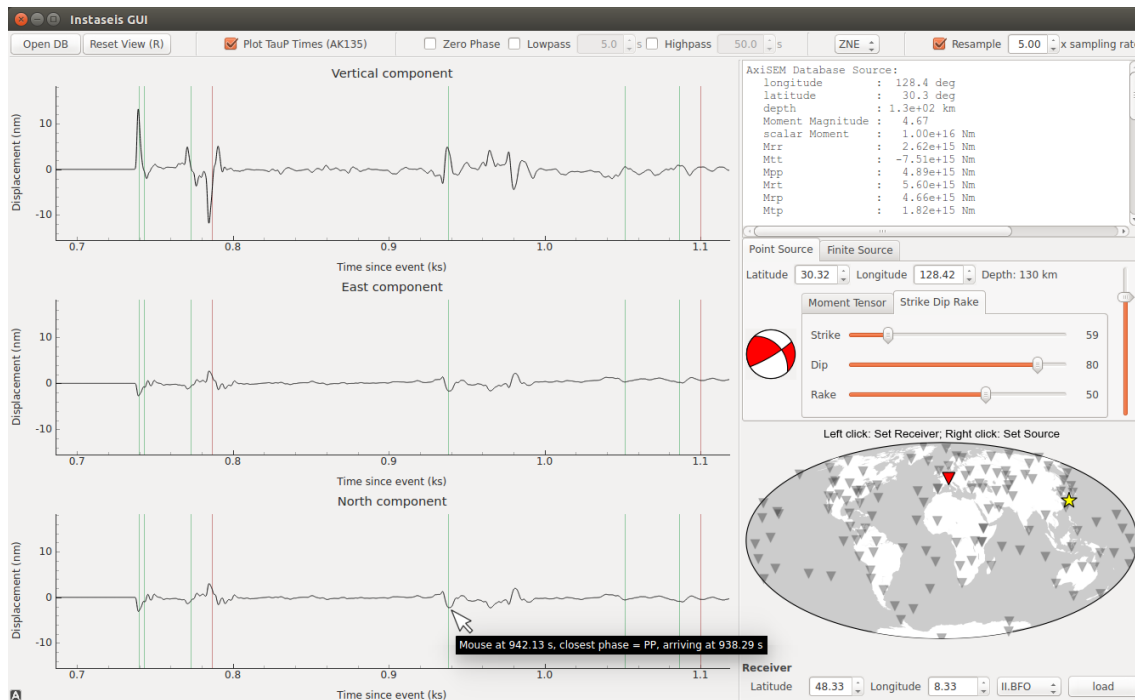 Instaseis GUI
Open DB Reset View (R) Plot TauP Times (AK135) Zero Phase Lowpass 5.0 s Highpass 50.0 s ZNE Resample 5.00 x sampling rate
Vertical component
Displacement (nm)
10
0
-10
0.7 0.8 0.9 1.0 1.1
Time since event (ks)
East component
Displacement (nm)
10
0
-10
0.7 0.8 0.9 1.0 1.1
Time since event (ks)
North component
Displacement (nm)
10
0
-10
Mouse at 942.13 s, closest phase = PP, arriving at 938.29 s
0.7 0.8 0.9 1.0 1.1
Time since event (ks)
A
AxiSEM Database Source:
longitude : 128.4 deg
latitude : 30.3 deg
depth : 1.3e+02 km
Moment Magnitude : 4.67
scalar Moment : 1.00e+16 Nm
Mrr : 2.62e+15 Nm
Mtt : -7.51e+15 Nm
Mpp : 4.89e+15 Nm
Mrt : 5.60e+15 Nm
Mrp : 4.66e+15 Nm
Mtp : 1.82e+15 Nm
Point Source Finite Source
Latitude 30.32 Longitude 128.42 Depth: 130 km
Moment Tensor Strike Dip Rake
Strike 59
Dip 80
Rake 50
Left click: Set Receiver; Right click: Set Source
Receiver
Latitude 48.33 Longitude 8.33 II.BFO load